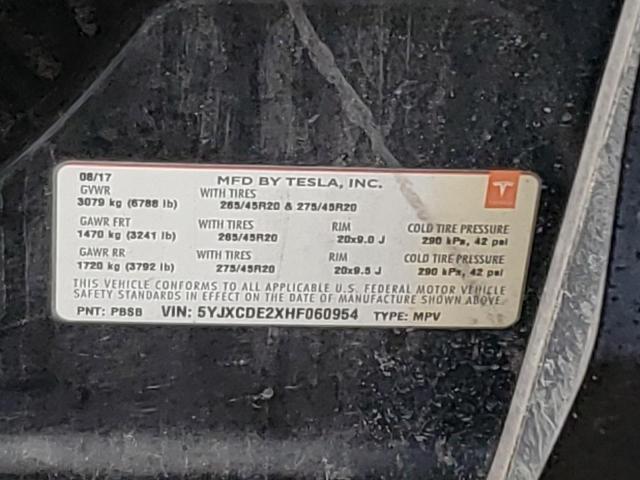 08/17 MFD BY TESLA, INC.
GVWR WITH TIRES
3079 kg (6788 lb) 265/45R20 & 275/45R20
GAWR FRT WITH TIRES RIM COLD TIRE PRESSURE
1470 kg (3241 lb) 265/45R20 20x9.0 J 290 kPa, 42 psi
GAWR RR WITH TIRES RIM COLD TIRE PRESSURE
1720 kg (3792 lb) 275/45R20 20x9.5 J 290 kPa, 42 psi
THIS VEHICLE CONFORMS TO ALL APPLICABLE U.S. FEDERAL MOTOR VEHICLE
SAFETY STANDARDS IN EFFECT ON THE DATE OF MANUFACTURE SHOWN ABOVE.
PNT: PBSB VIN: 5YJXCDE2XHF060954 TYPE: MPV